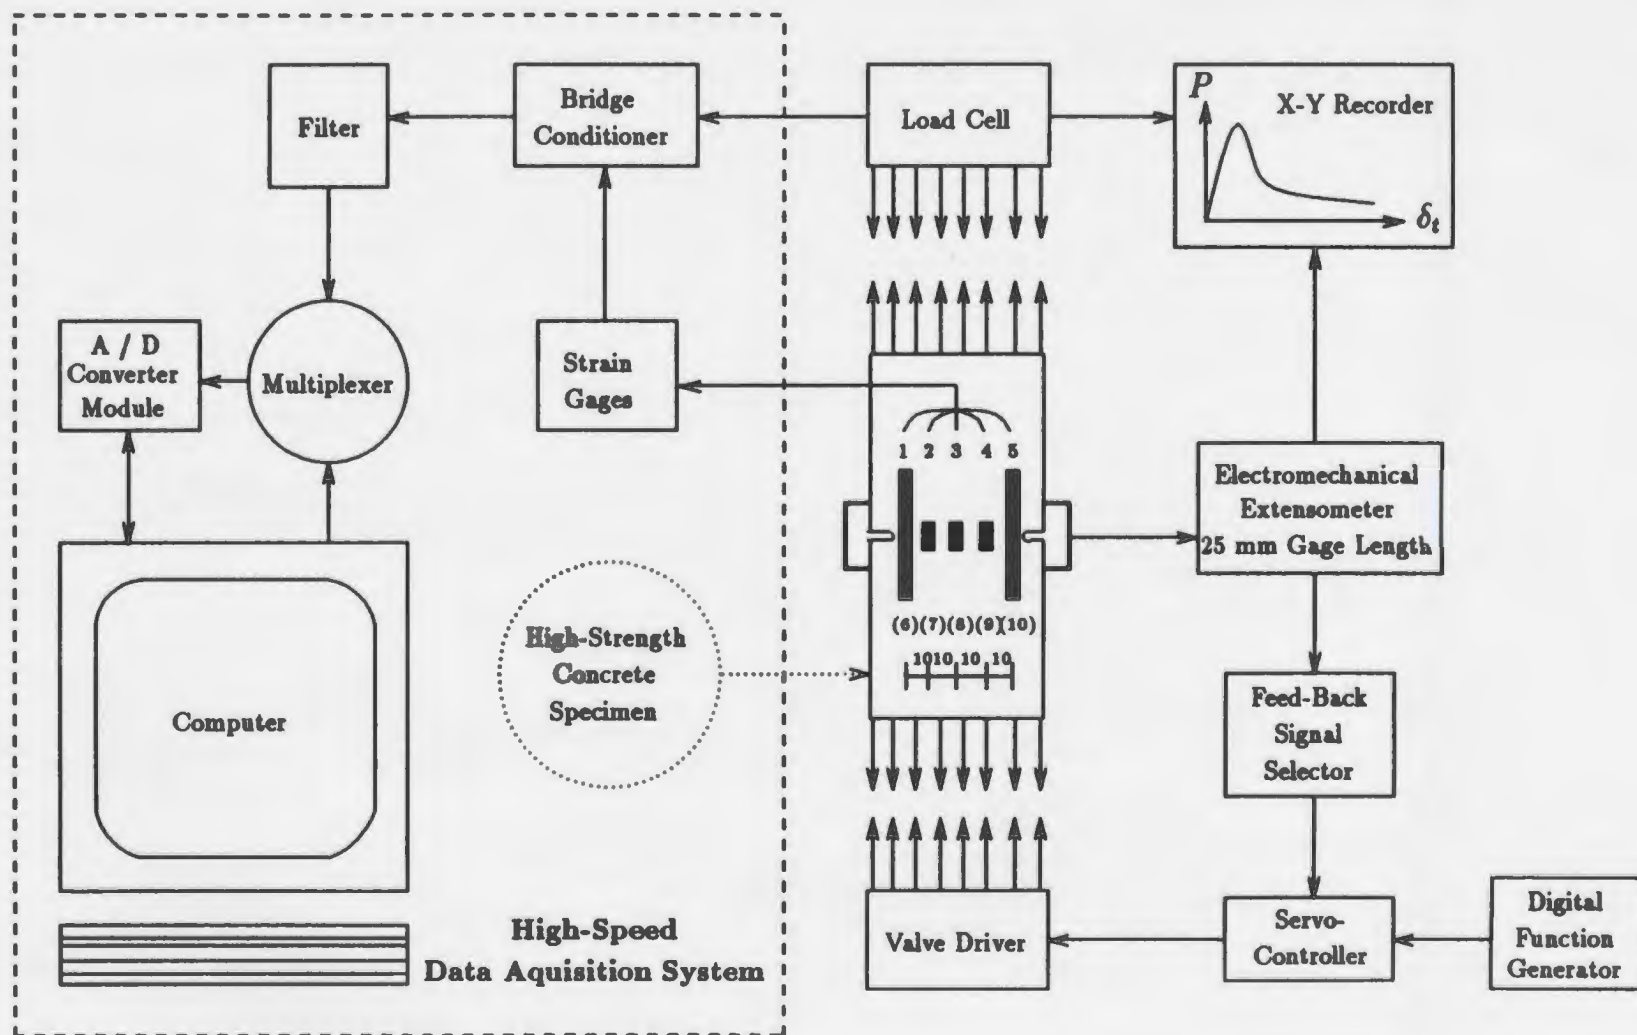 Filter
Bridge
Conditioner
Load Cell
P
X-Y Recorder
δt
A / D
Converter
Module
Multiplexer
Strain
Gages
1 2 3 4 5
Electromechanical
Extensometer
25 mm Gage Length
(6)(7)(8)(9)(10)
10 10 10 10
High-Strength
Concrete
Specimen
Computer
Feed-Back
Signal
Selector
High-Speed
Data Aquisition System
Valve Driver
Servo-
Controller
Digital
Function
Generator